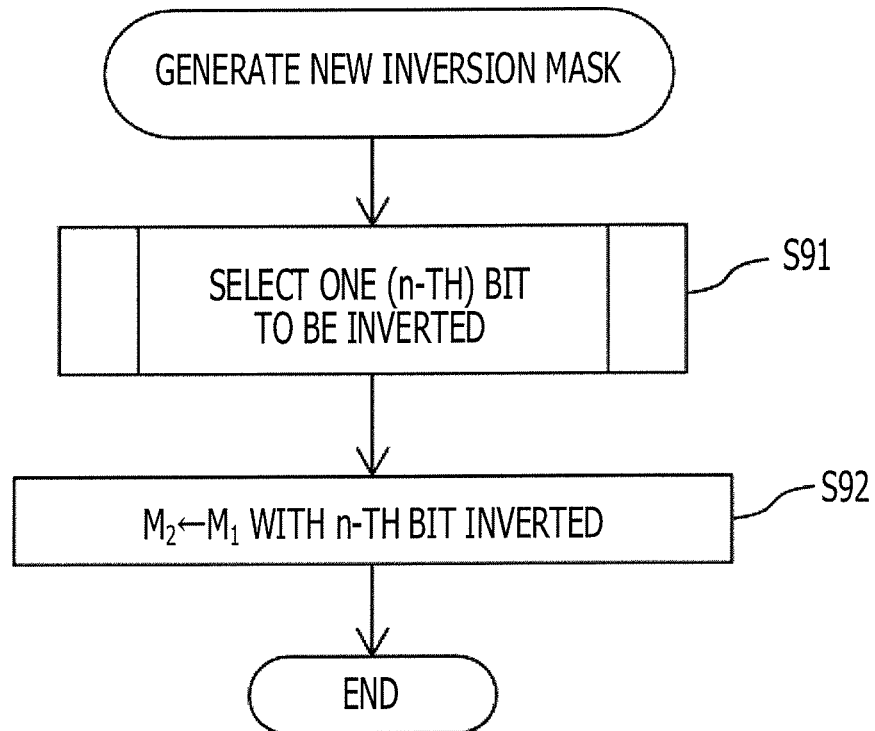 GENERATE NEW INVERSION MASK
SELECT ONE (n-TH) BIT
TO BE INVERTED
S91
M₂←M₁ WITH n-TH BIT INVERTED
S92
END